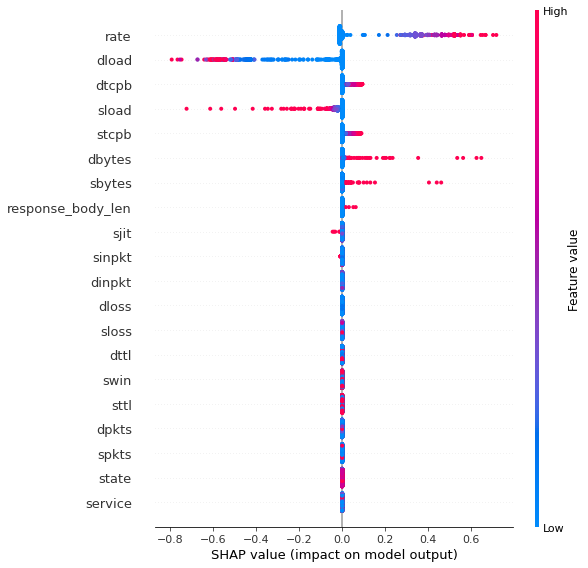 High
rate
dload
dtcpb
sload
stcpb
dbytes
sbytes
response_body_len
sjit
sinpkt
dinpkt
dloss
sloss
dttl
swin
sttl
dpkts
spkts
state
service
Feature value
Low
−0.8 −0.6 −0.4 −0.2 0.0 0.2 0.4 0.6
SHAP value (impact on model output)